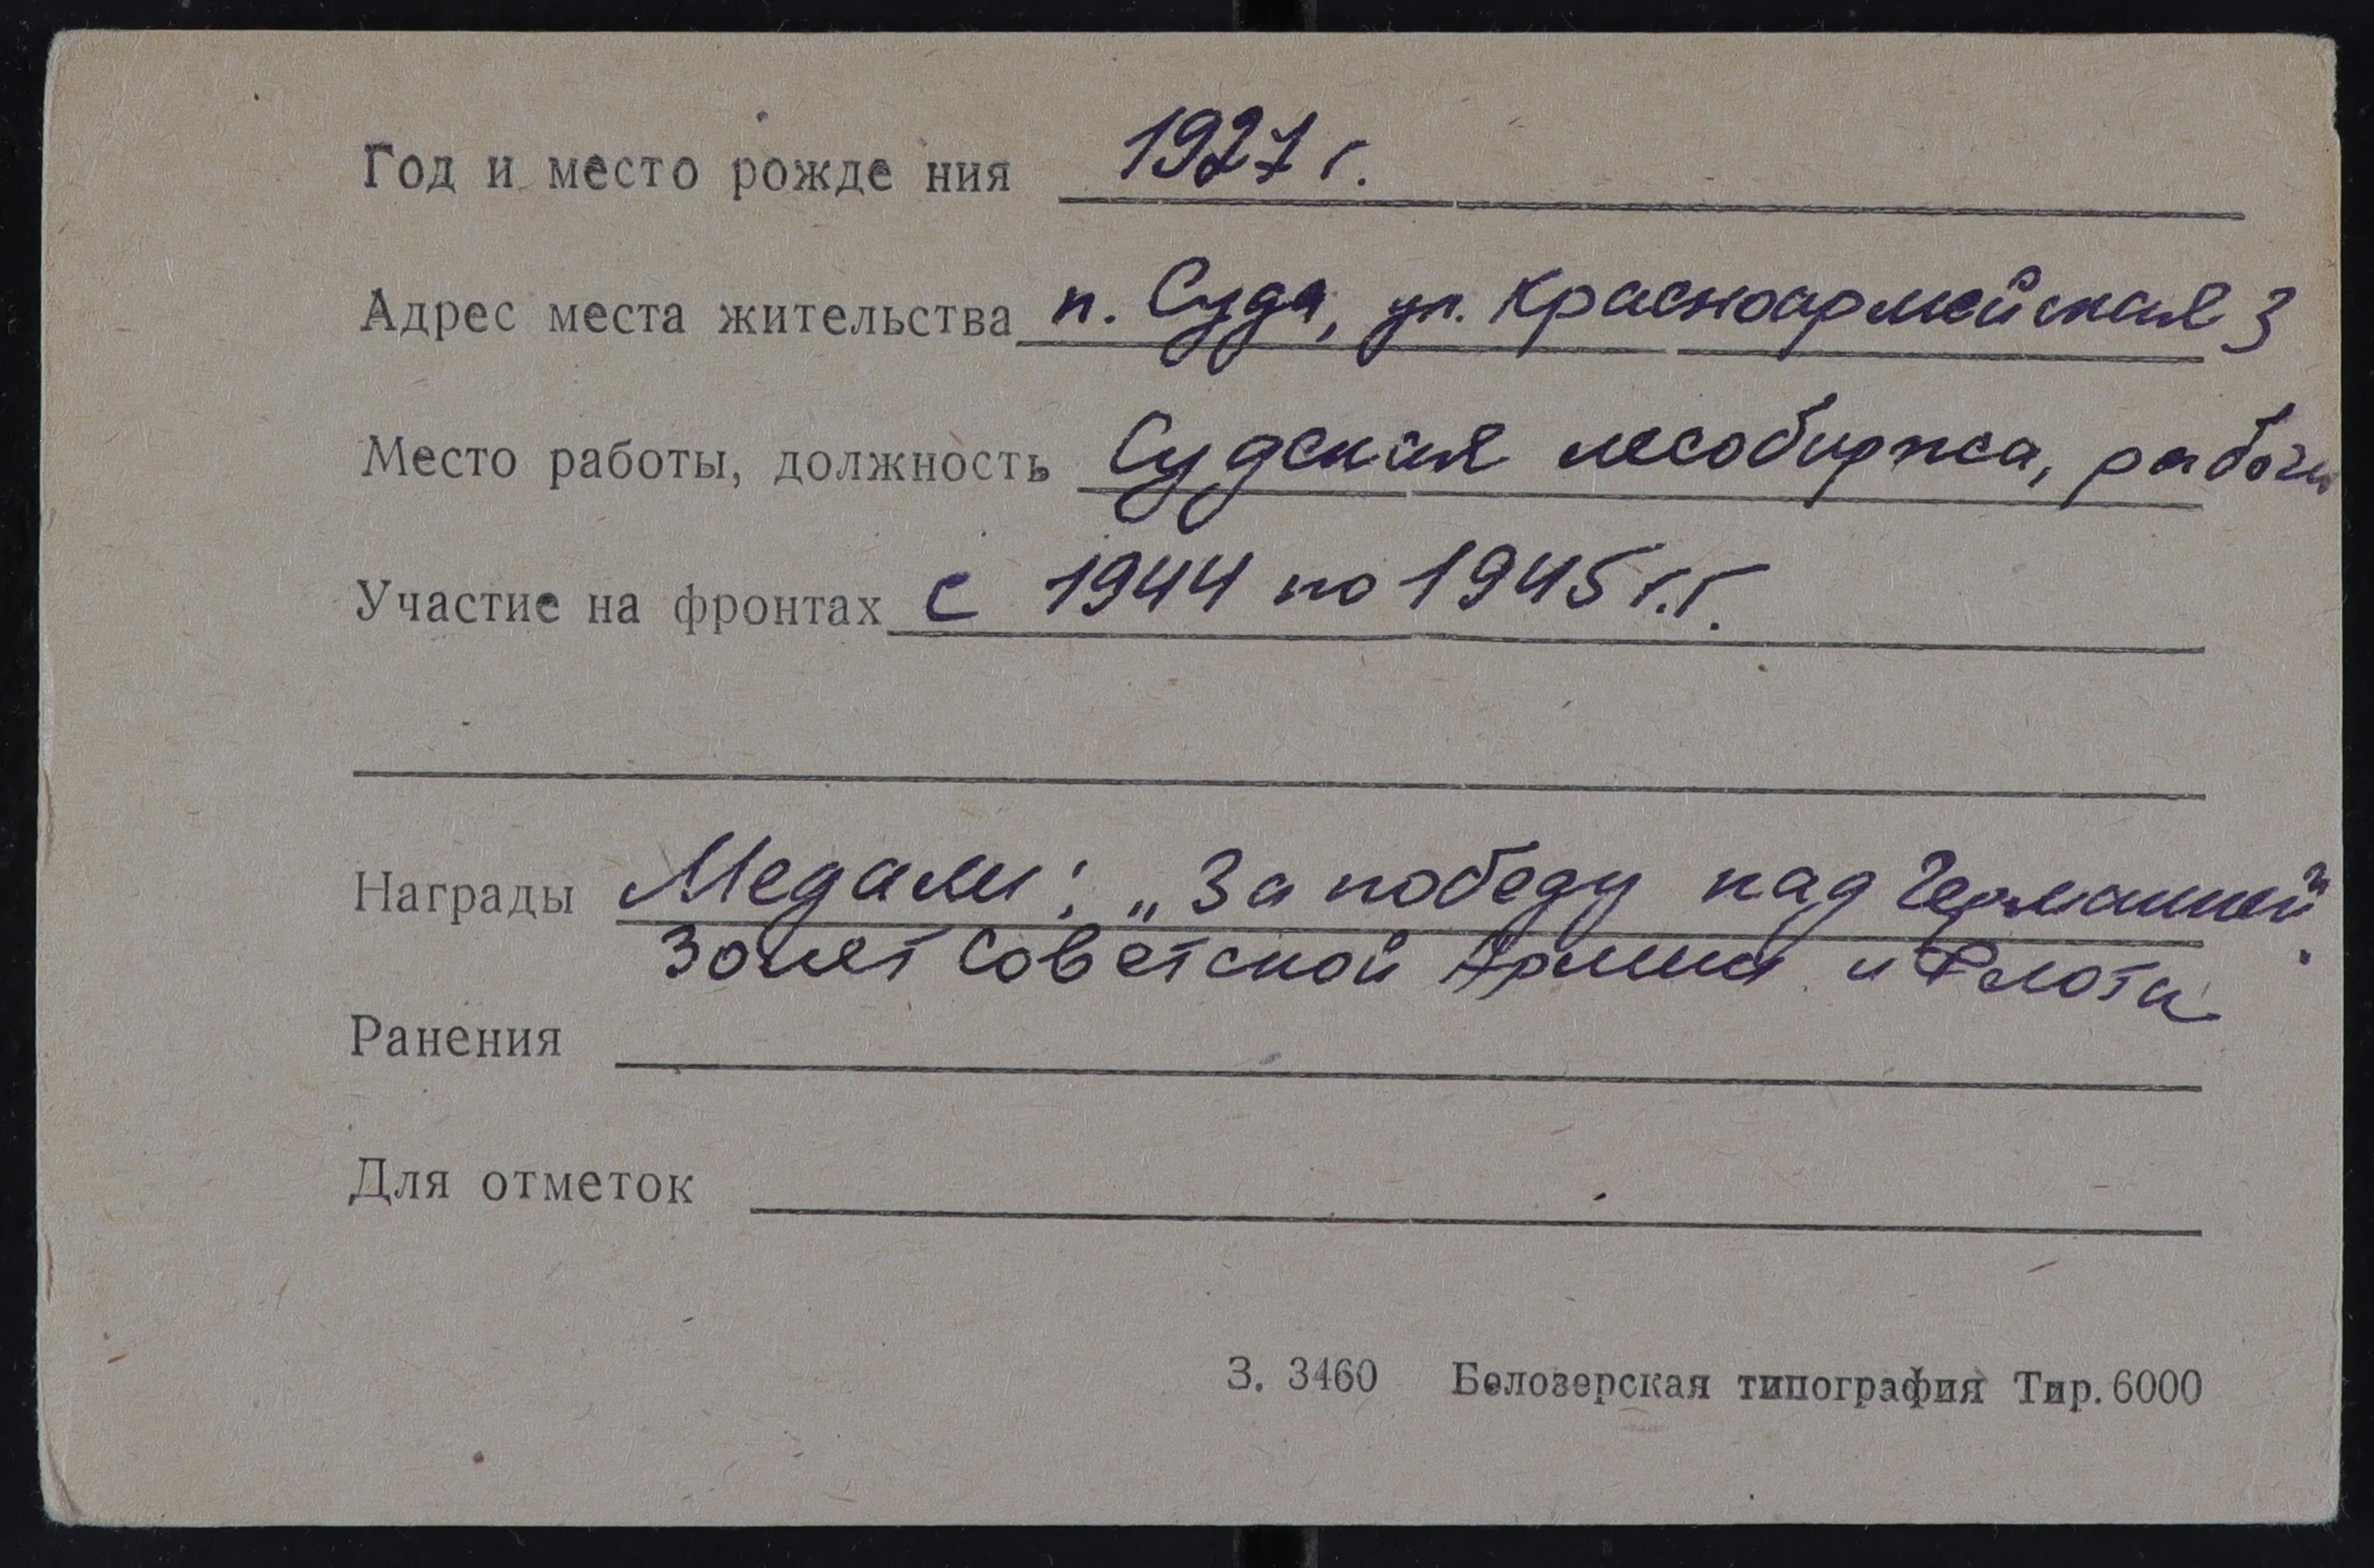 Год и место рожде ния 1927 г.
Адрес места жительства п. Суда, ул. Красноармейская 3
Место работы, должность Судская лесобиржа, рабочи
Участие на фронтах с 1944 по 1945 г.г.
Награды Медали: „За победу над Германией".
30 лет Советской Армии и Флота
Ранения
Для отметок
З. 3460 Белозерская типография Тир. 6000